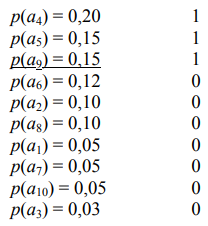 p(a₄) = 0,20 1
p(a₅) = 0,15 1
p(a₉) = 0,15 1
p(a₆) = 0,12 0
p(a₂) = 0,10 0
p(a₈) = 0,10 0
p(a₁) = 0,05 0
p(a₇) = 0,05 0
p(a₁₀) = 0,05 0
p(a₃) = 0,03 0